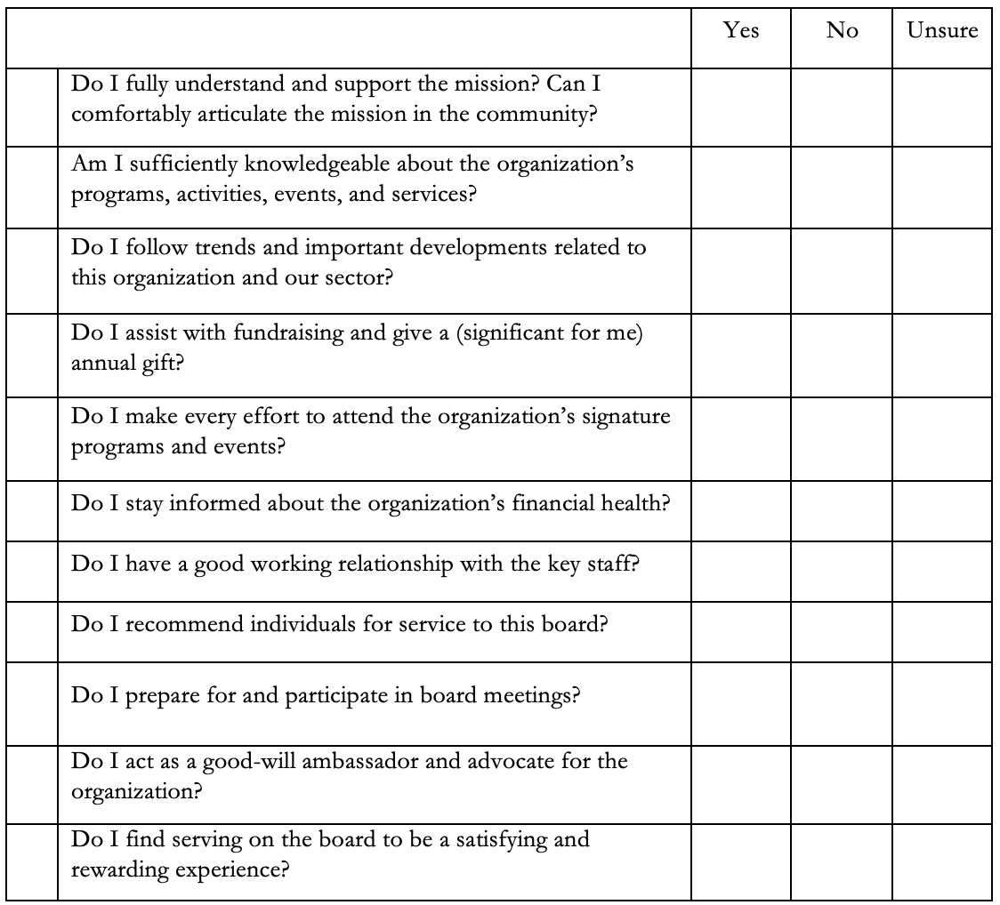 Yes No Unsure
Do I fully understand and support the mission? Can I
comfortably articulate the mission in the community?
Am I sufficiently knowledgeable about the organization’s
programs, activities, events, and services?
Do I follow trends and important developments related to
this organization and our sector?
Do I assist with fundraising and give a (significant for me)
annual gift?
Do I make every effort to attend the organization’s signature
programs and events?
Do I stay informed about the organization’s financial health?
Do I have a good working relationship with the key staff?
Do I recommend individuals for service to this board?
Do I prepare for and participate in board meetings?
Do I act as a good-will ambassador and advocate for the
organization?
Do I find serving on the board to be a satisfying and
rewarding experience?